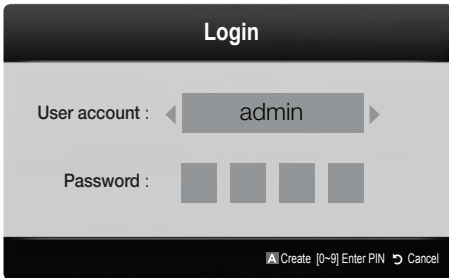 Login
User account : admin
Password :
A Create [0~9] Enter PIN Cancel